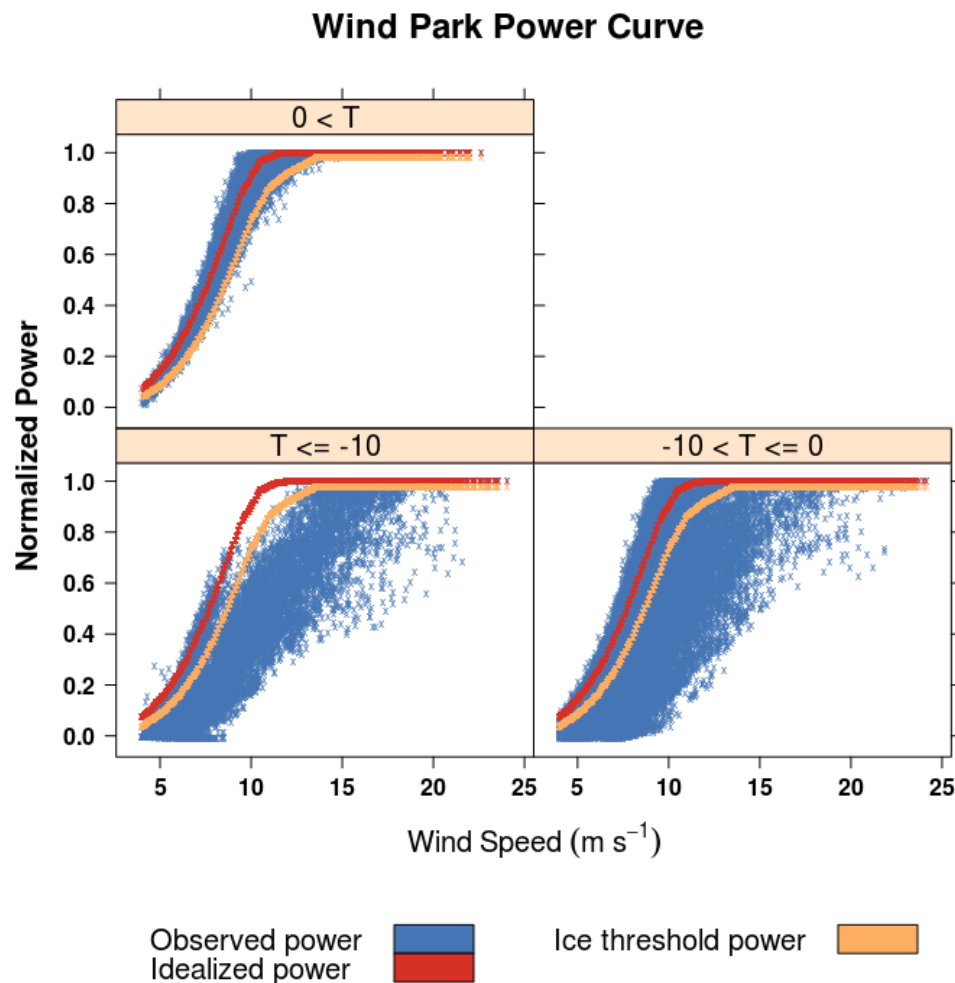 Wind Park Power Curve
0 < T
1.0
0.8
0.6
0.4
0.2
0.0
T <= -10
-10 < T <= 0
1.0
0.8
0.6
0.4
0.2
0.0
Normalized Power
5 10 15 20 25
5 10 15 20 25
Wind Speed (m s⁻¹)
Observed power
Idealized power
Ice threshold power